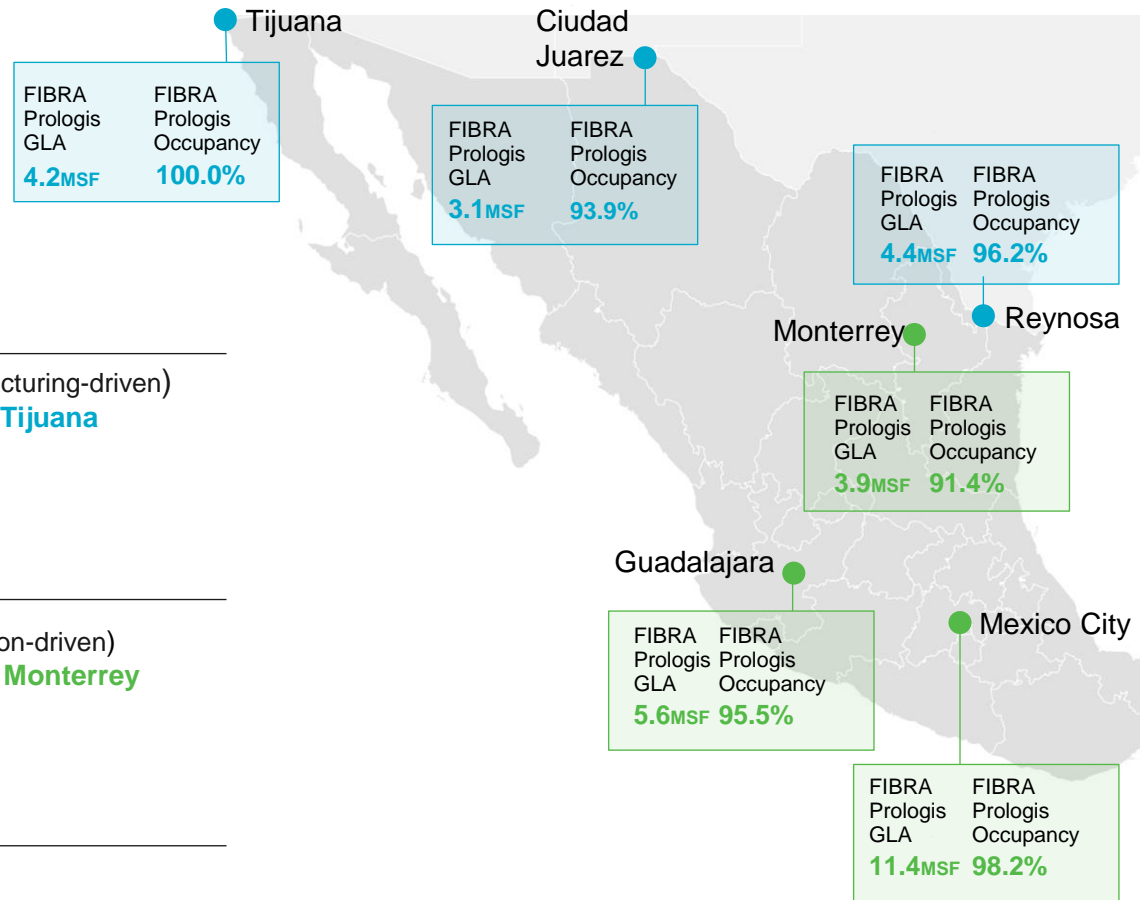 Tijuana
FIBRA Prologis GLA
4.2MSF
FIBRA Prologis Occupancy
100.0%
Ciudad
Juarez
FIBRA Prologis GLA
3.1MSF
FIBRA Prologis Occupancy
93.9%
FIBRA Prologis GLA
4.4MSF
FIBRA Prologis Occupancy
96.2%
Reynosa
Monterrey
FIBRA Prologis GLA
3.9MSF
FIBRA Prologis Occupancy
91.4%
cturing-driven)
Tijuana
Guadalajara
FIBRA Prologis GLA
5.6MSF
FIBRA Prologis Occupancy
95.5%
on-driven)
Monterrey
Mexico City
FIBRA Prologis GLA
11.4MSF
FIBRA Prologis Occupancy
98.2%